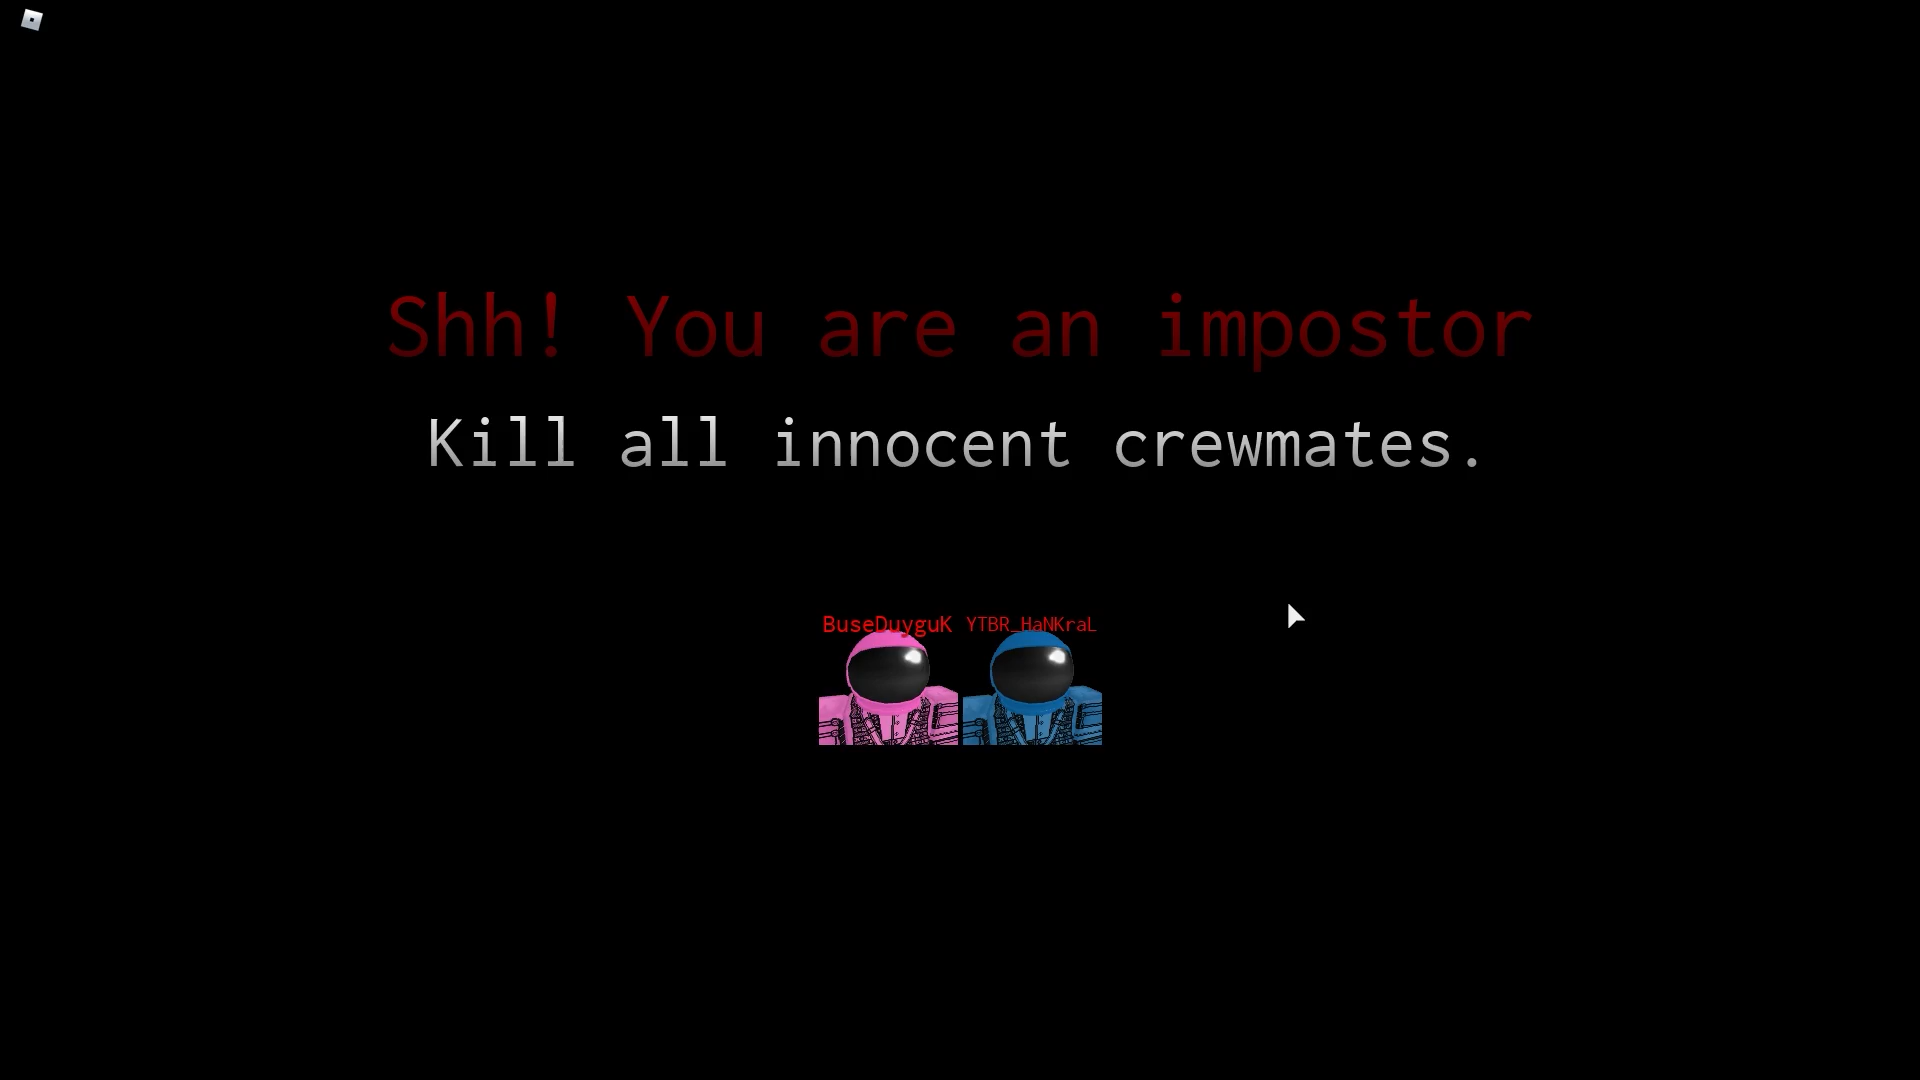 Shh! You are an impostor
Kill all innocent crewmates.
BuseDuyguK YTBR_HaNKraL